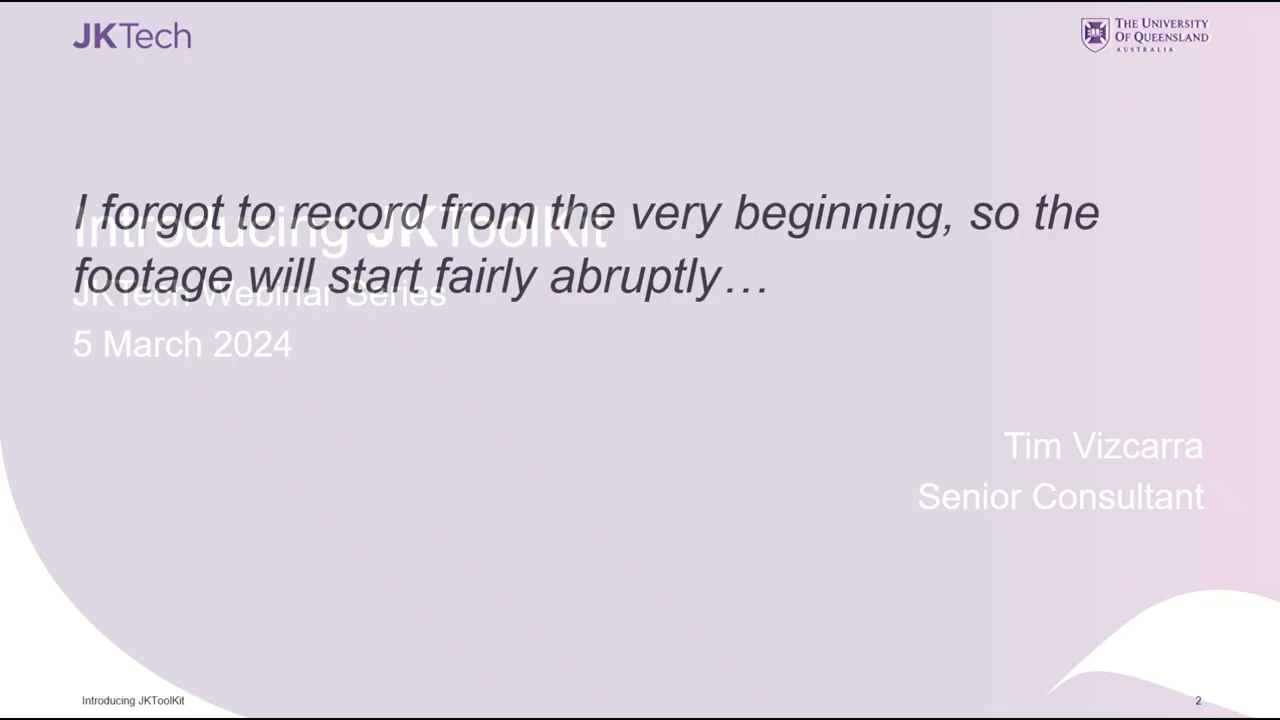 JKTech
THE UNIVERSITY
OF QUEENSLAND
AUSTRALIA
I forgot to record from the very beginning, so the
footage will start fairly abruptly…
Introducing JKToolKit
JKTech Webinar Series
5 March 2024
Tim Vizcarra
Senior Consultant
Introducing JKToolKit
2